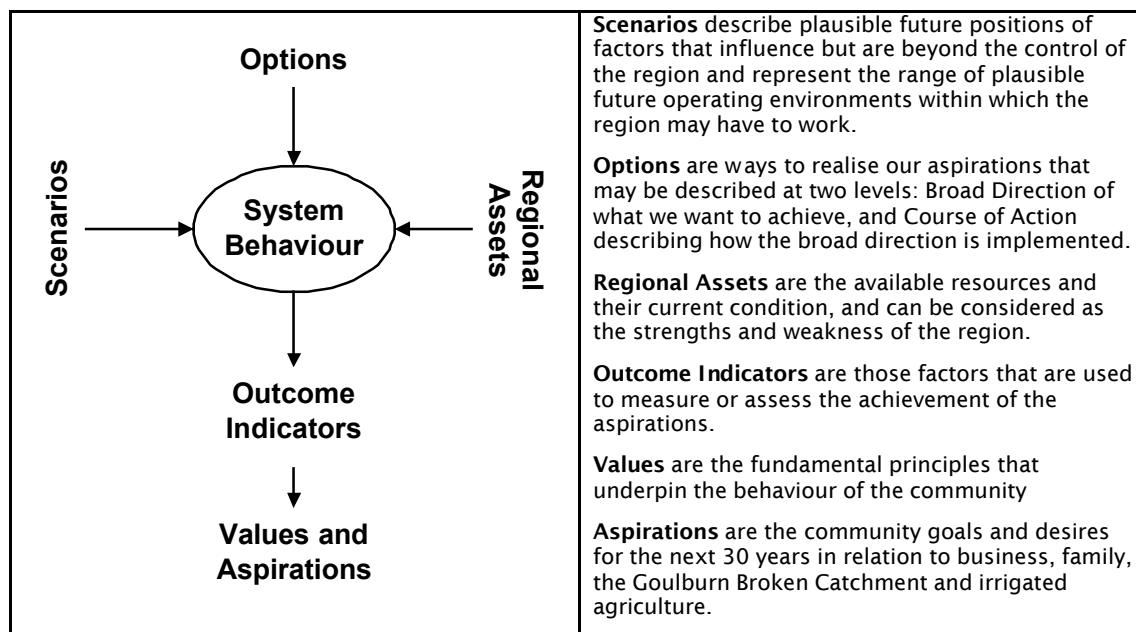 Options
Scenarios
System
Behaviour
Regional
Assets
Outcome
Indicators
Values and
Aspirations
Scenarios describe plausible future positions of
factors that influence but are beyond the control of
the region and represent the range of plausible
future operating environments within which the
region may have to work.
Options are ways to realise our aspirations that
may be described at two levels: Broad Direction of
what we want to achieve, and Course of Action
describing how the broad direction is implemented.
Regional Assets are the available resources and
their current condition, and can be considered as
the strengths and weakness of the region.
Outcome Indicators are those factors that are used
to measure or assess the achievement of the
aspirations.
Values are the fundamental principles that
underpin the behaviour of the community
Aspirations are the community goals and desires
for the next 30 years in relation to business, family,
the Goulburn Broken Catchment and irrigated
agriculture.